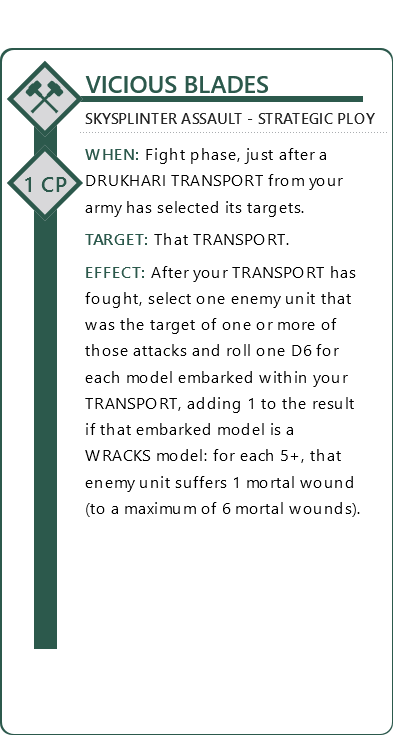 VICIOUS BLADES
SKYSPLINTER ASSAULT - STRATEGIC PLOY
1 CP
WHEN: Fight phase, just after a
DRUKHARI TRANSPORT from your
army has selected its targets.
TARGET: That TRANSPORT.
EFFECT: After your TRANSPORT has
fought, select one enemy unit that
was the target of one or more of
those attacks and roll one D6 for
each model embarked within your
TRANSPORT, adding 1 to the result
if that embarked model is a
WRACKS model: for each 5+, that
enemy unit suffers 1 mortal wound
(to a maximum of 6 mortal wounds).